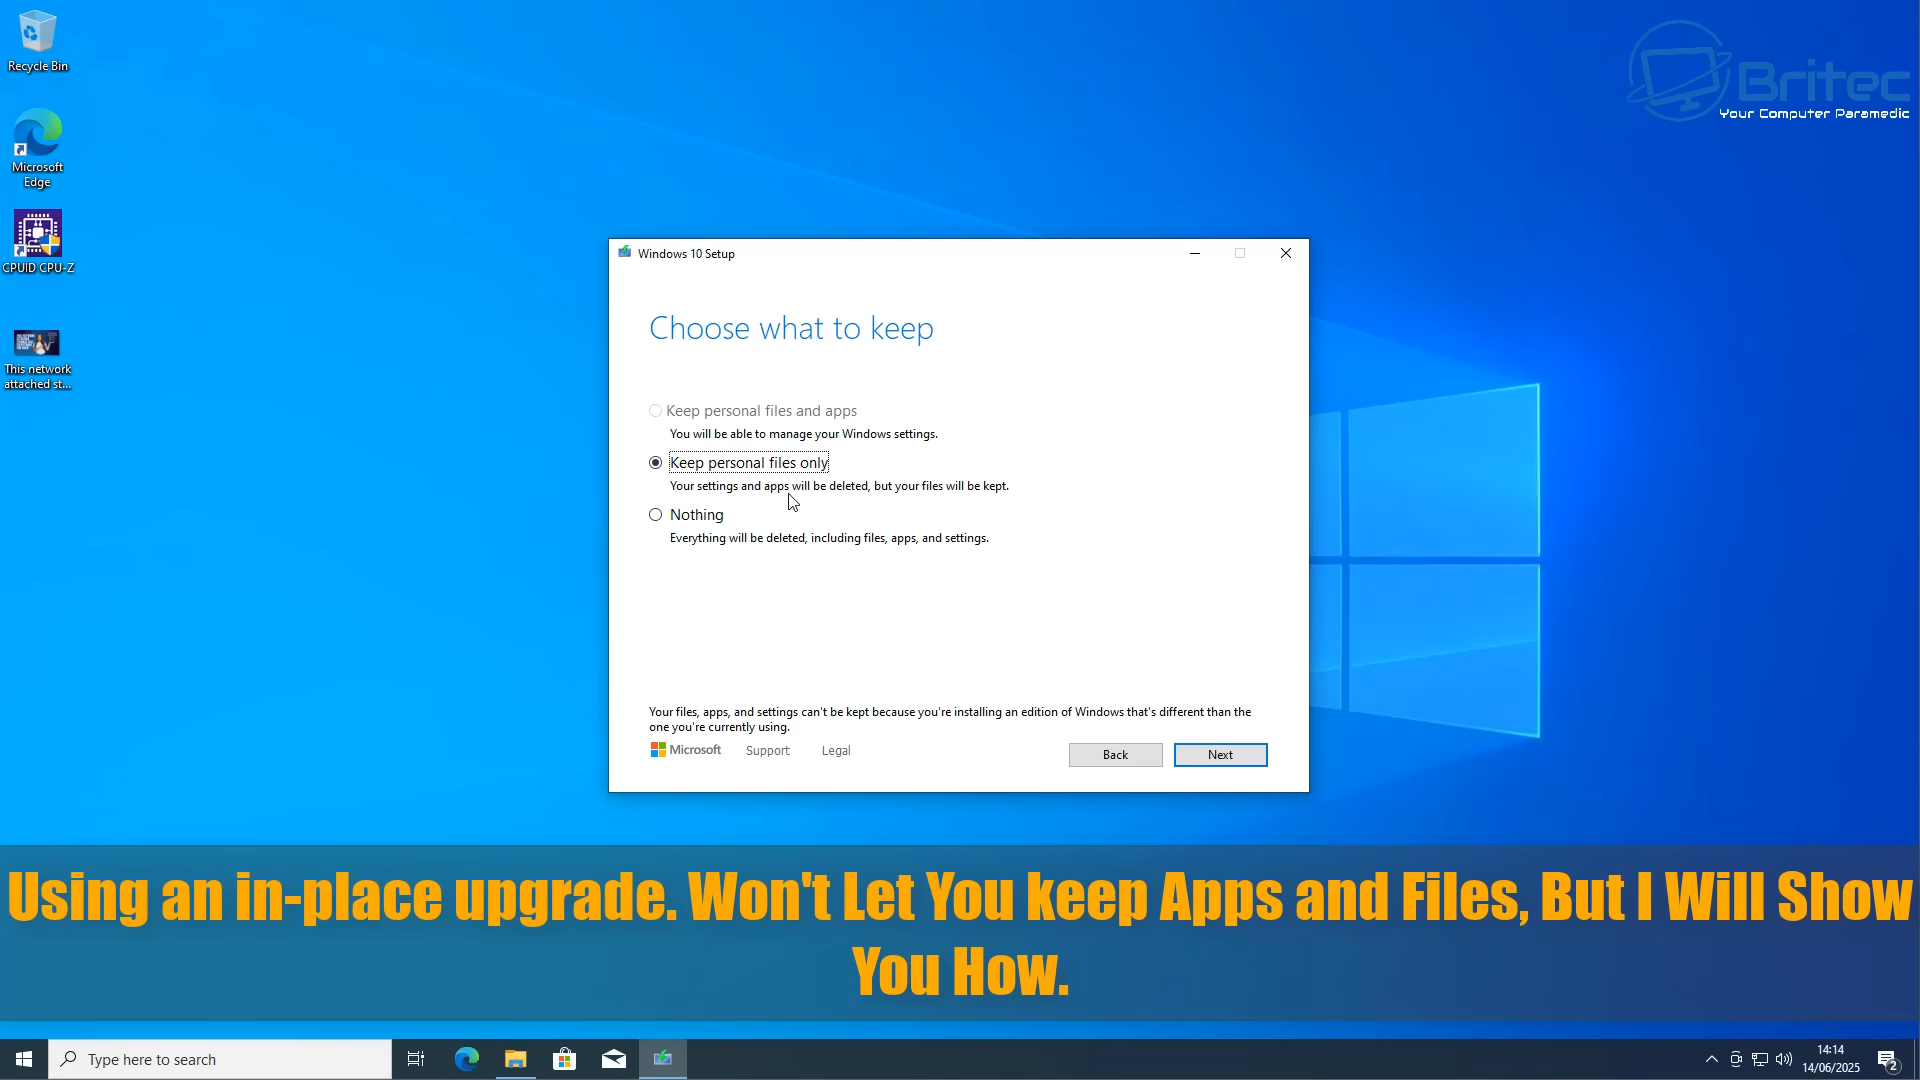 Recycle Bin
Britec
Your Computer Paramedic
Microsoft
Edge
CPUID CPU-Z
This network
attached st...
Windows 10 Setup
Choose what to keep
Keep personal files and apps
You will be able to manage your Windows settings.
Keep personal files only
Your settings and apps will be deleted, but your files will be kept.
Nothing
Everything will be deleted, including files, apps, and settings.
Your files, apps, and settings can't be kept because you're installing an edition of Windows that's different than the
one you're currently using.
Microsoft Support Legal Back Next
Using an in-place upgrade. Won't Let You keep Apps and Files, But I Will Show
You How.
Type here to search
14:14
14/06/2025
2